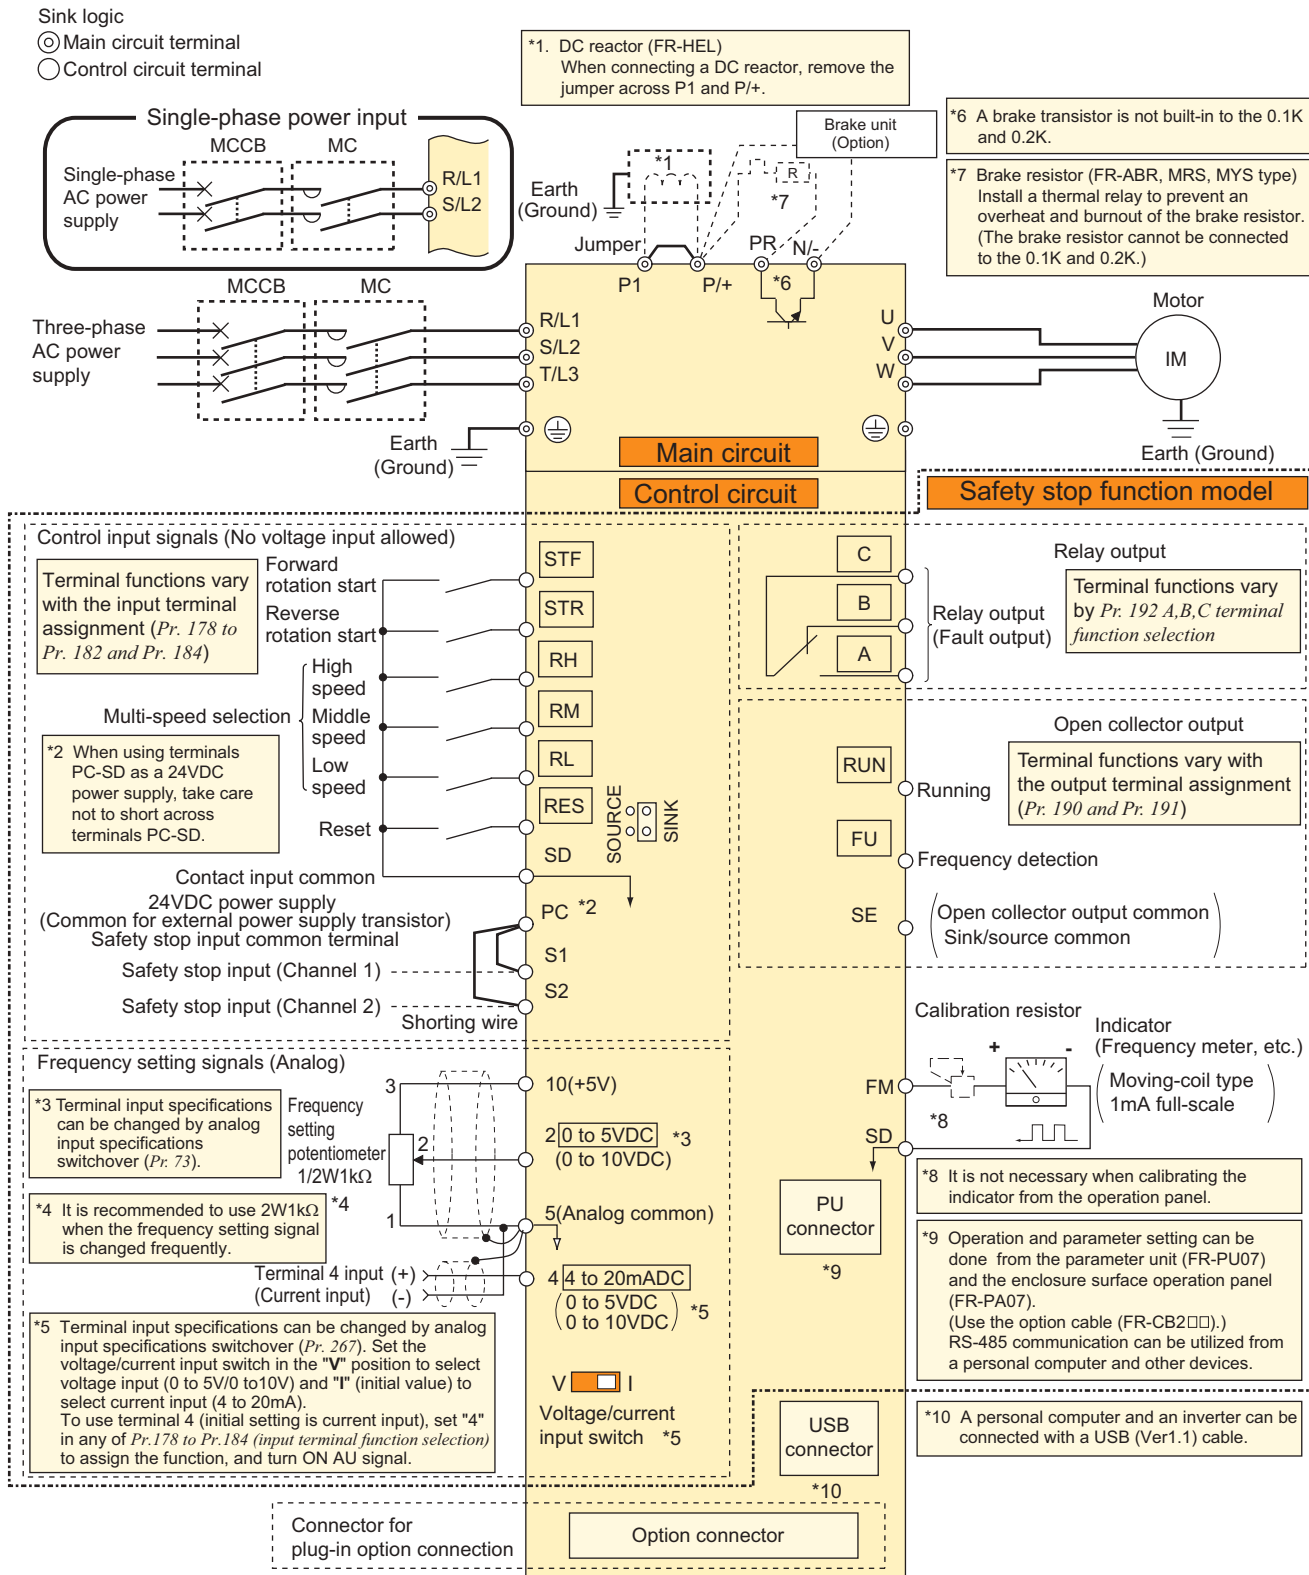 Sink logic
Main circuit terminal
Control circuit terminal
*1. DC reactor (FR-HEL)
When connecting a DC reactor, remove the
jumper across P1 and P/+.
Single-phase power input
MCCB MC
Single-phase
AC power
supply
R/L1
S/L2
Brake unit
(Option)
*6 A brake transistor is not built-in to the 0.1K
and 0.2K.
*7 Brake resistor (FR-ABR, MRS, MYS type)
Install a thermal relay to prevent an
overheat and burnout of the brake resistor.
(The brake resistor cannot be connected
to the 0.1K and 0.2K.)
*1
R
*7
Earth
(Ground)
Jumper
PR
N/-
P1
P/+
*6
MCCB MC
Three-phase
AC power
supply
R/L1
S/L2
T/L3
U
V
W
Motor
IM
Earth
(Ground)
Earth (Ground)
Main circuit
Control circuit
Safety stop function model
Control input signals (No voltage input allowed)
Terminal functions vary
with the input terminal
assignment (Pr. 178 to
Pr. 182 and Pr. 184)
Forward
rotation start
Reverse
rotation start
High
speed
Multi-speed selection
Middle
speed
Low
speed
Reset
*2 When using terminals
PC-SD as a 24VDC
power supply, take care
not to short across
terminals PC-SD.
STF
STR
RH
RM
RL
RES
SD
SOURCE
SINK
Contact input common
24VDC power supply
(Common for external power supply transistor)
Safety stop input common terminal
PC *2
Safety stop input (Channel 1)
S1
Safety stop input (Channel 2)
S2
Shorting wire
C
B
A
Relay output
Relay output
(Fault output)
Terminal functions vary
by Pr. 192 A,B,C terminal
function selection
Open collector output
Terminal functions vary with
the output terminal assignment
(Pr. 190 and Pr. 191)
RUN
Running
FU
Frequency detection
SE
Open collector output common
Sink/source common
Frequency setting signals (Analog)
*3 Terminal input specifications
can be changed by analog
input specifications
switchover (Pr. 73).
*4 It is recommended to use 2W1kΩ
when the frequency setting signal
is changed frequently.
Frequency
setting
potentiometer
1/2W1kΩ
*4
3
2
1
10(+5V)
2 0 to 5VDC *3
(0 to 10VDC)
5(Analog common)
Terminal 4 input (+)
(Current input) (-)
4 4 to 20mADC
0 to 5VDC
0 to 10VDC *5
*5 Terminal input specifications can be changed by analog
input specifications switchover (Pr. 267). Set the
voltage/current input switch in the "V" position to select
voltage input (0 to 5V/0 to10V) and "I" (initial value) to
select current input (4 to 20mA).
To use terminal 4 (initial setting is current input), set "4"
in any of Pr.178 to Pr.184 (input terminal function selection)
to assign the function, and turn ON AU signal.
V I
Voltage/current
input switch *5
Calibration resistor
Indicator
(Frequency meter, etc.)
+ -
Moving-coil type
1mA full-scale
FM
*8
SD
*8 It is not necessary when calibrating the
indicator from the operation panel.
PU
connector
*9
*9 Operation and parameter setting can be
done from the parameter unit (FR-PU07)
and the enclosure surface operation panel
(FR-PA07).
(Use the option cable (FR-CB2□□).)
RS-485 communication can be utilized from
a personal computer and other devices.
USB
connector
*10
*10 A personal computer and an inverter can be
connected with a USB (Ver1.1) cable.
Connector for
plug-in option connection
Option connector